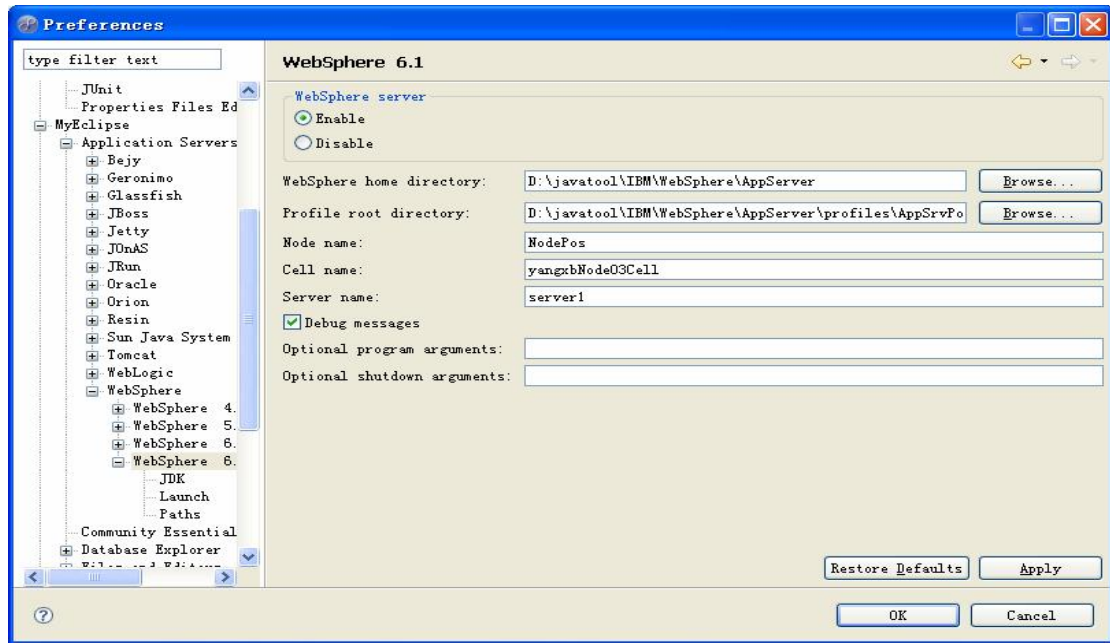 Preferences
type filter text
JUnit
Properties Files Ed
MyEclipse
Application Servers
Bejy
Geronimo
Glassfish
JBoss
Jetty
JOnAS
JRun
Oracle
Orion
Resin
Sun Java System
Tomcat
WebLogic
WebSphere
WebSphere 4.
WebSphere 5.
WebSphere 6.
WebSphere 6.
JDK
Launch
Paths
Community Essential
Database Explorer
Files and Editors
WebSphere 6.1
WebSphere server
Enable
Disable
WebSphere home directory: D:\javatool\IBM\WebSphere\AppServer Browse...
Profile root directory: D:\javatool\IBM\WebSphere\AppServer\profiles\AppSrvPo Browse...
Node name: NodePos
Cell name: yangxbNode03Cell
Server name: server1
Debug messages
Optional program arguments:
Optional shutdown arguments:
Restore Defaults Apply
OK Cancel